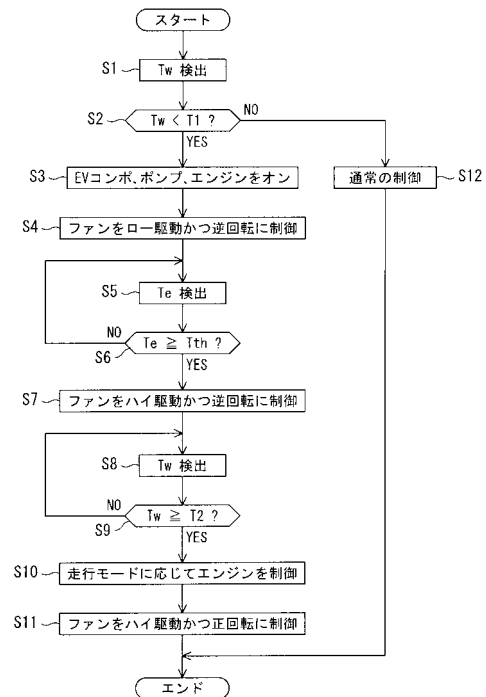 スタート
S1
Tw 検出
S2
Tw < T1 ?
NO
YES
S3
EVコンポ、ポンプ、エンジンをオン
通常の制御
S12
S4
ファンをロー駆動かつ逆回転に制御
S5
Te 検出
NO
S6
Te ≧ Tth ?
YES
S7
ファンをハイ駆動かつ逆回転に制御
S8
Tw 検出
NO
S9
Tw ≧ T2 ?
YES
S10
走行モードに応じてエンジンを制御
S11
ファンをハイ駆動かつ正回転に制御
エンド